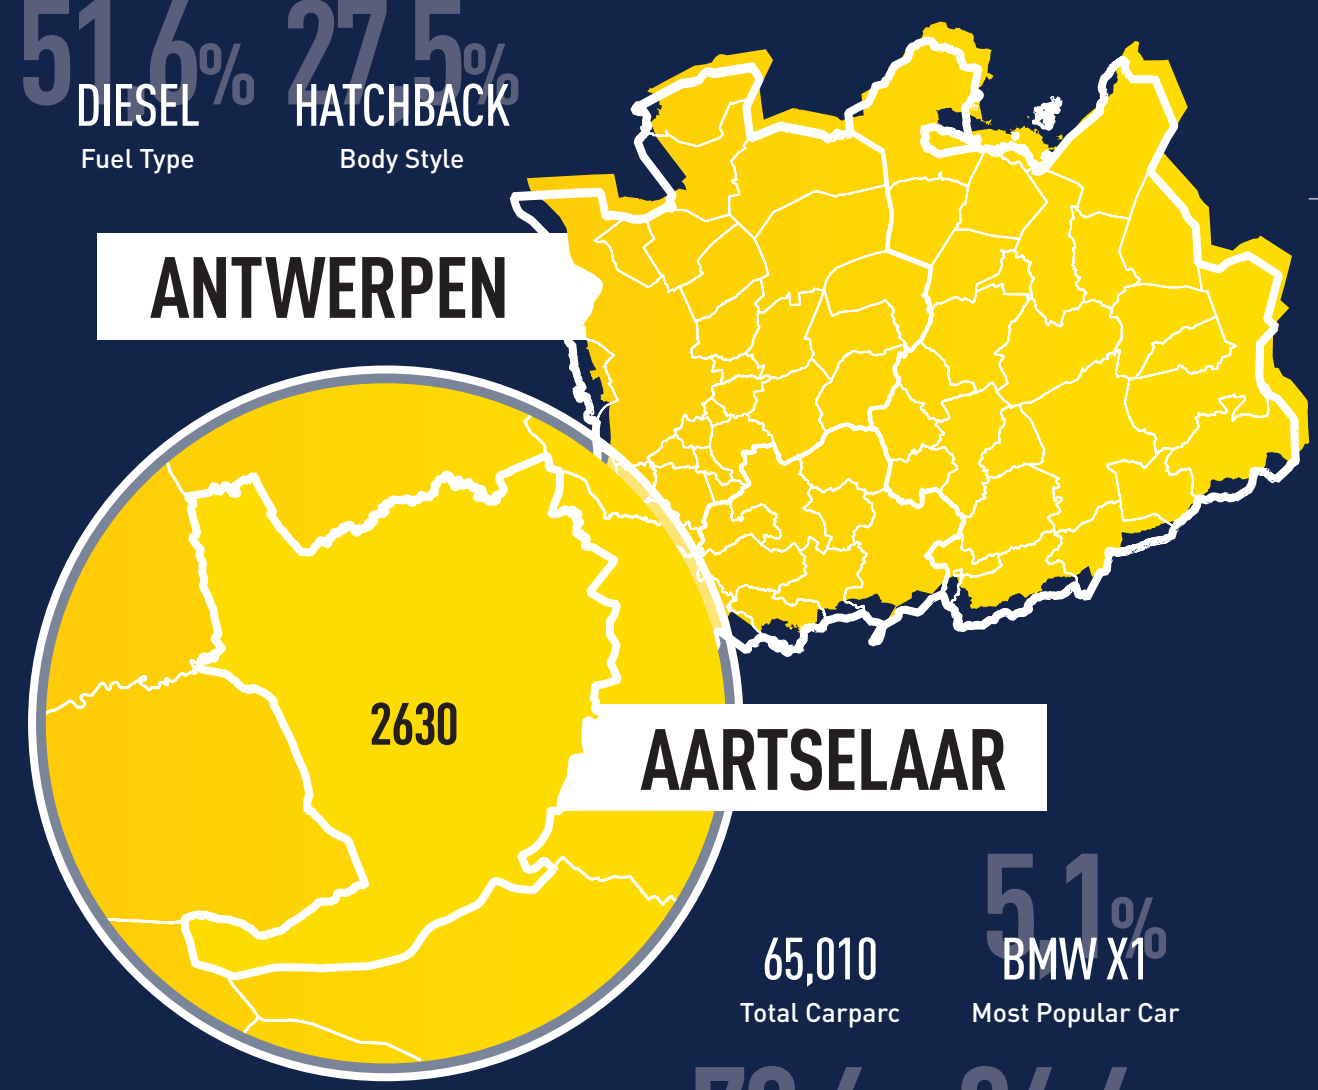 51,6% 27,5%
DIESEL HATCHBACK
Fuel Type Body Style
ANTWERPEN
2630
AARTSELAAR
5,1%
65,010 BMW X1
Total Carparc Most Popular Car